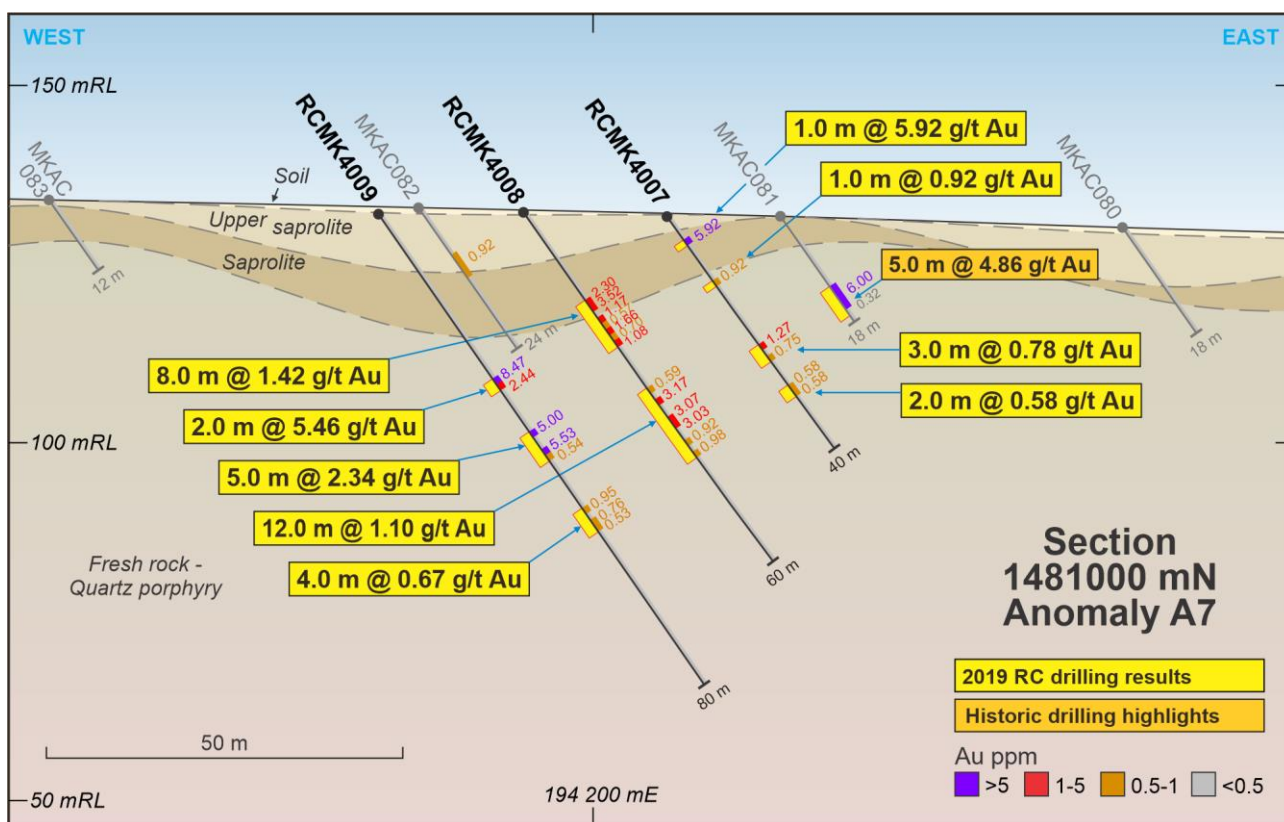 WEST
EAST
150 mRL
RCMK4009
MKAC082
RCMK4008
RCMK4007
MKAC081
MKAC080
MKAC
083
1.0 m @ 5.92 g/t Au
1.0 m @ 0.92 g/t Au
5.0 m @ 4.86 g/t Au
Soil
Upper saprolite
Saprolite
12 m
0.92
24 m
2.30
3.52
1.17
0.70
1.66
1.08
5.92
0.92
6.00
0.32
18 m
18 m
8.0 m @ 1.42 g/t Au
2.0 m @ 5.46 g/t Au
5.0 m @ 2.34 g/t Au
12.0 m @ 1.10 g/t Au
4.0 m @ 0.67 g/t Au
8.47
2.44
5.00
5.53
0.54
0.95
0.76
0.53
0.59
3.17
3.07
3.03
0.92
0.98
1.27
0.75
0.58
0.58
3.0 m @ 0.78 g/t Au
2.0 m @ 0.58 g/t Au
100 mRL
40 m
60 m
80 m
Fresh rock -
Quartz porphyry
Section
1481000 mN
Anomaly A7
2019 RC drilling results
Historic drilling highlights
Au ppm
>5
1-5
0.5-1
<0.5
50 m
50 mRL
194 200 mE